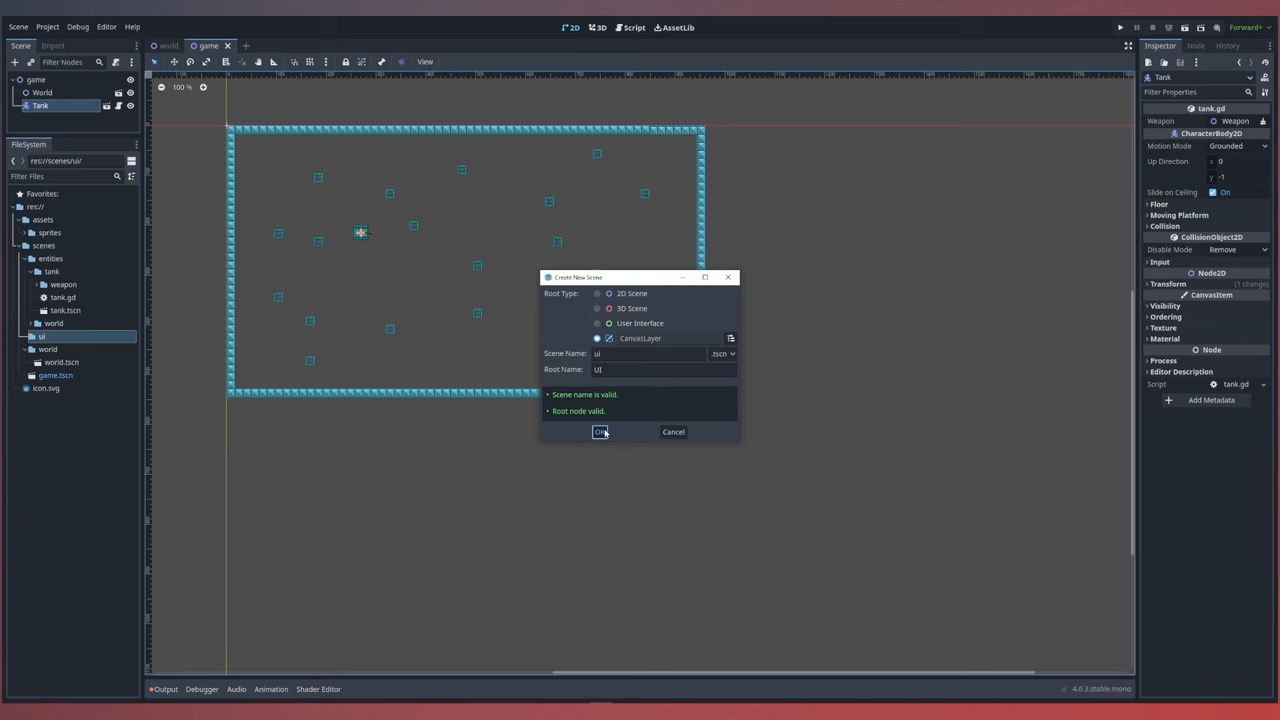 Scene Project Debug Editor Help
2D 3D Script AssetLib
Forward+
Scene Import
Filter Nodes
game
World
Tank
FileSystem
res://scenes/ui/
Filter Files
Favorites:
res://
assets
sprites
scenes
entities
tank
weapon
tank.gd
tank.tscn
world
ui
world
world.tscn
game.tscn
icon.svg
world game
View
100 %
Create New Scene
Root Type: 2D Scene
3D Scene
User Interface
CanvasLayer
Scene Name: ui .tscn
Root Name: UI
• Scene name is valid.
• Root node valid.
OK Cancel
Output Debugger Audio Animation Shader Editor
4.0.3.stable.mono
Inspector Node History
Tank
Filter Properties
tank.gd
Weapon Weapon
CharacterBody2D
Motion Mode Grounded
Up Direction x 0
y -1
Slide on Ceiling On
Floor
Moving Platform
Collision
CollisionObject2D
Disable Mode Remove
Input
Node2D
Transform (1 change)
CanvasItem
Visibility
Ordering
Texture
Material
Node
Process
Editor Description
Script tank.gd
Add Metadata